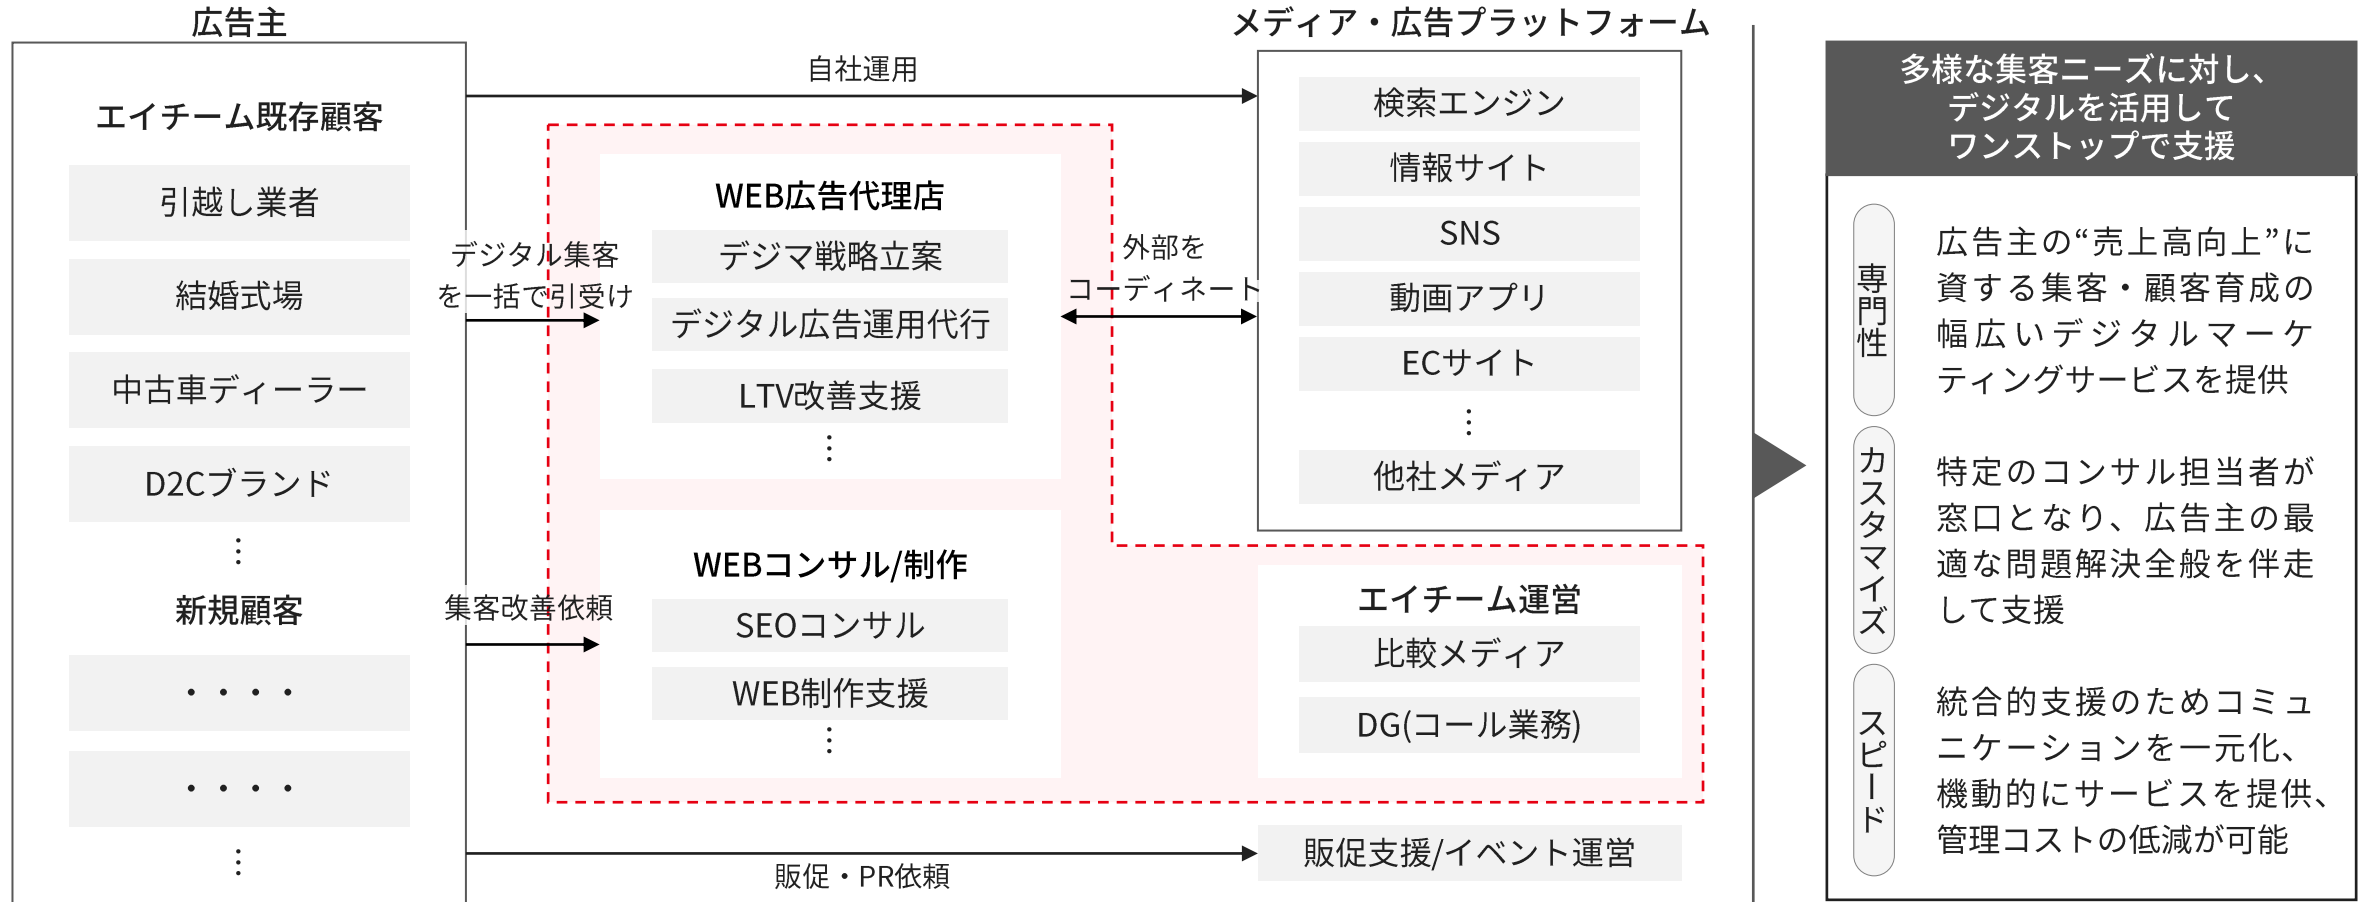 広告主
エイチーム既存顧客
引越し業者
結婚式場
中古車ディーラー
D2Cブランド
⋮
新規顧客
・・・・
・・・・
⋮
自社運用
デジタル集客
を一括で引受け
集客改善依頼
販促・PR依頼
WEB広告代理店
デジマ戦略立案
デジタル広告運用代行
LTV改善支援
⋮
WEBコンサル/制作
SEOコンサル
WEB制作支援
⋮
外部を
コーディネート
メディア・広告プラットフォーム
検索エンジン
情報サイト
SNS
動画アプリ
ECサイト
⋮
他社メディア
エイチーム運営
比較メディア
DG(コール業務)
販促支援/イベント運営
多様な集客ニーズに対し、
デジタルを活用して
ワンストップで支援
専門性
広告主の“売上高向上”に
資する集客・顧客育成の
幅広いデジタルマーケ
ティングサービスを提供
カスタマイズ
特定のコンサル担当者が
窓口となり、広告主の最
適な問題解決全般を伴走
して支援
スピード
統合的支援のためコミュ
ニケーションを一元化、
機動的にサービスを提供、
管理コストの低減が可能